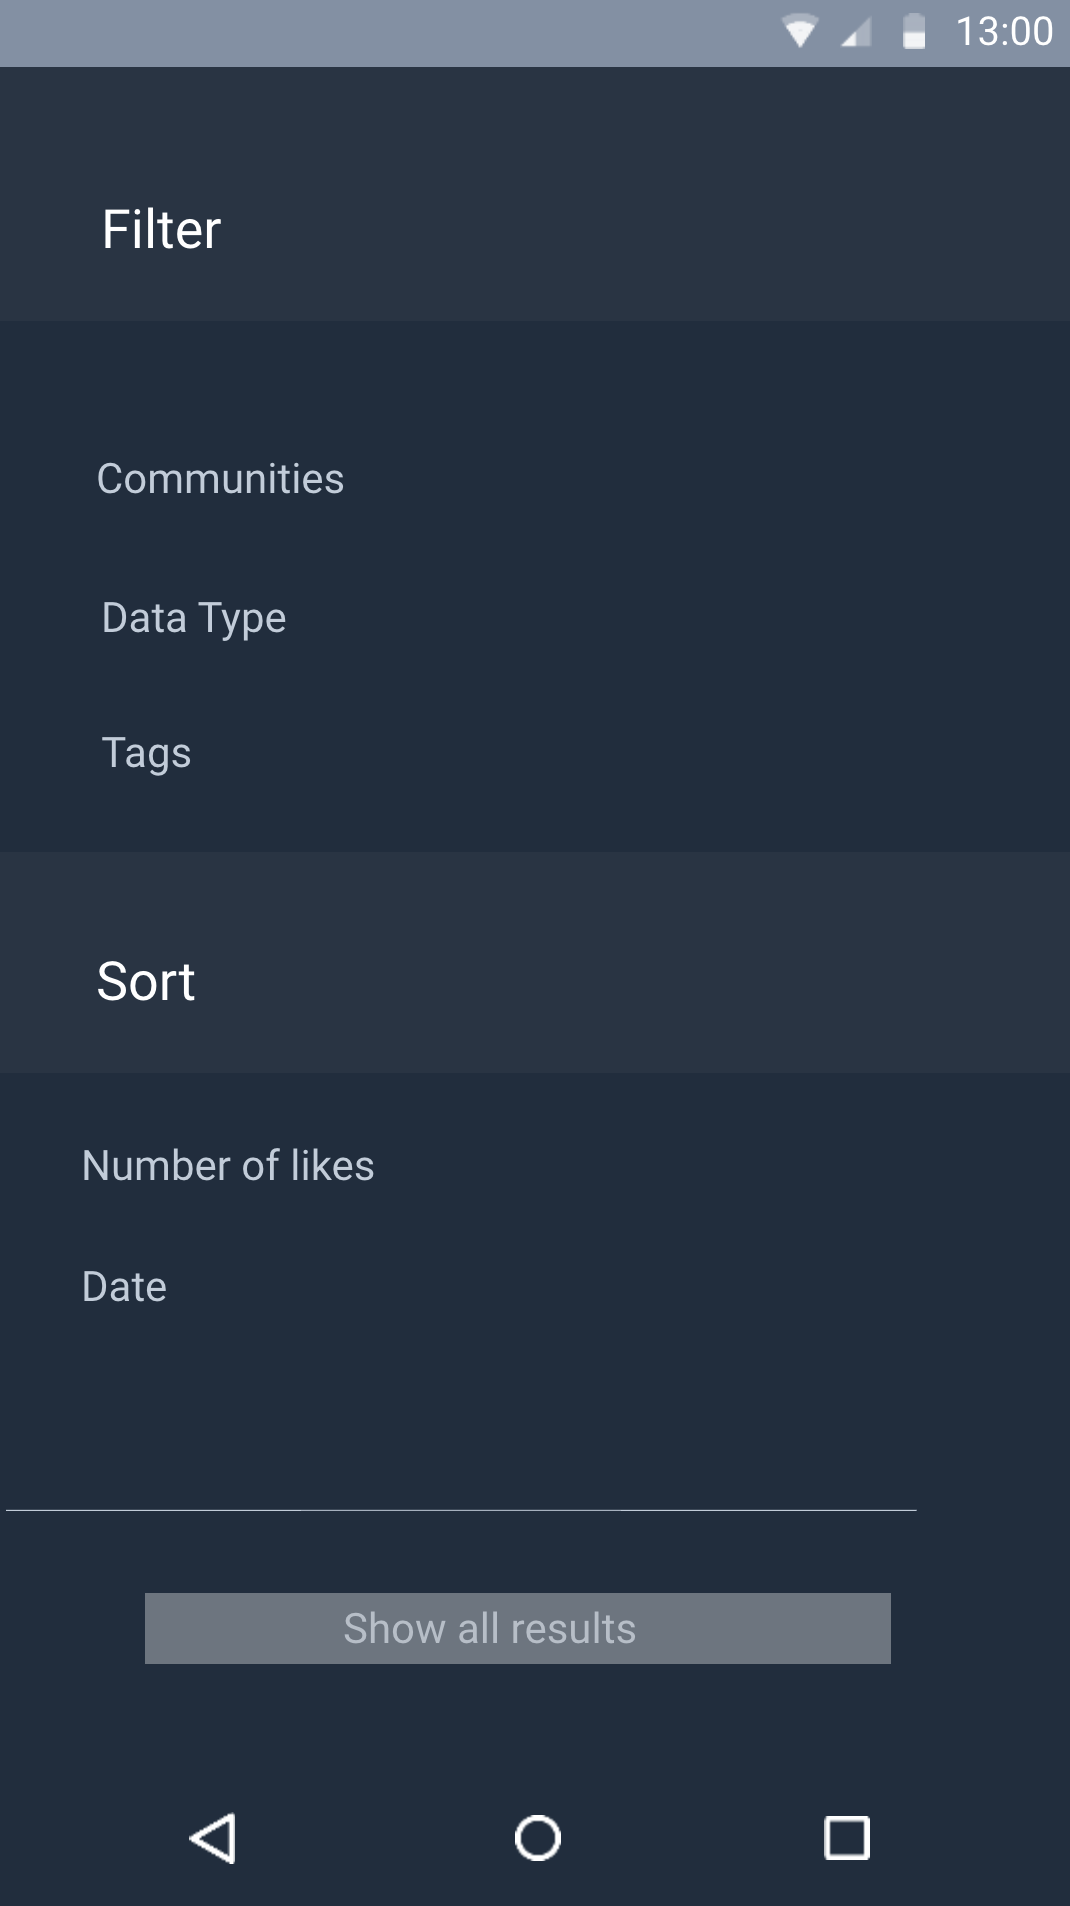 13:00
Filter
Communities
Data Type
Tags
Sort
Number of likes
Date
Show all results